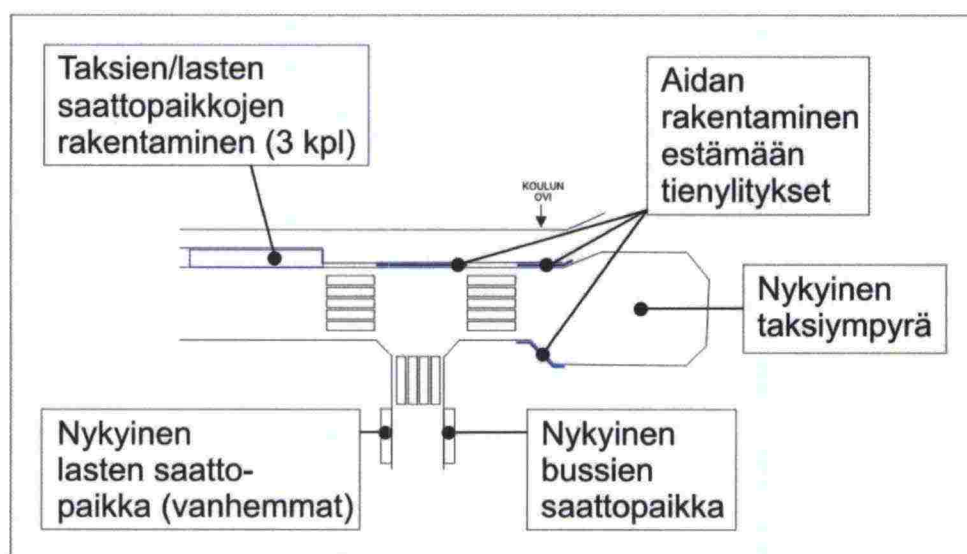 Taksien/lasten
saattopaikkojen
rakentaminen (3 kpl)
Aidan
rakentaminen
estämään
tienylitykset
KOULUN
OVI
Nykyinen
taksiympyrä
Nykyinen
lasten saatto-
paikka (vanhemmat)
Nykyinen
bussien
saattopaikka